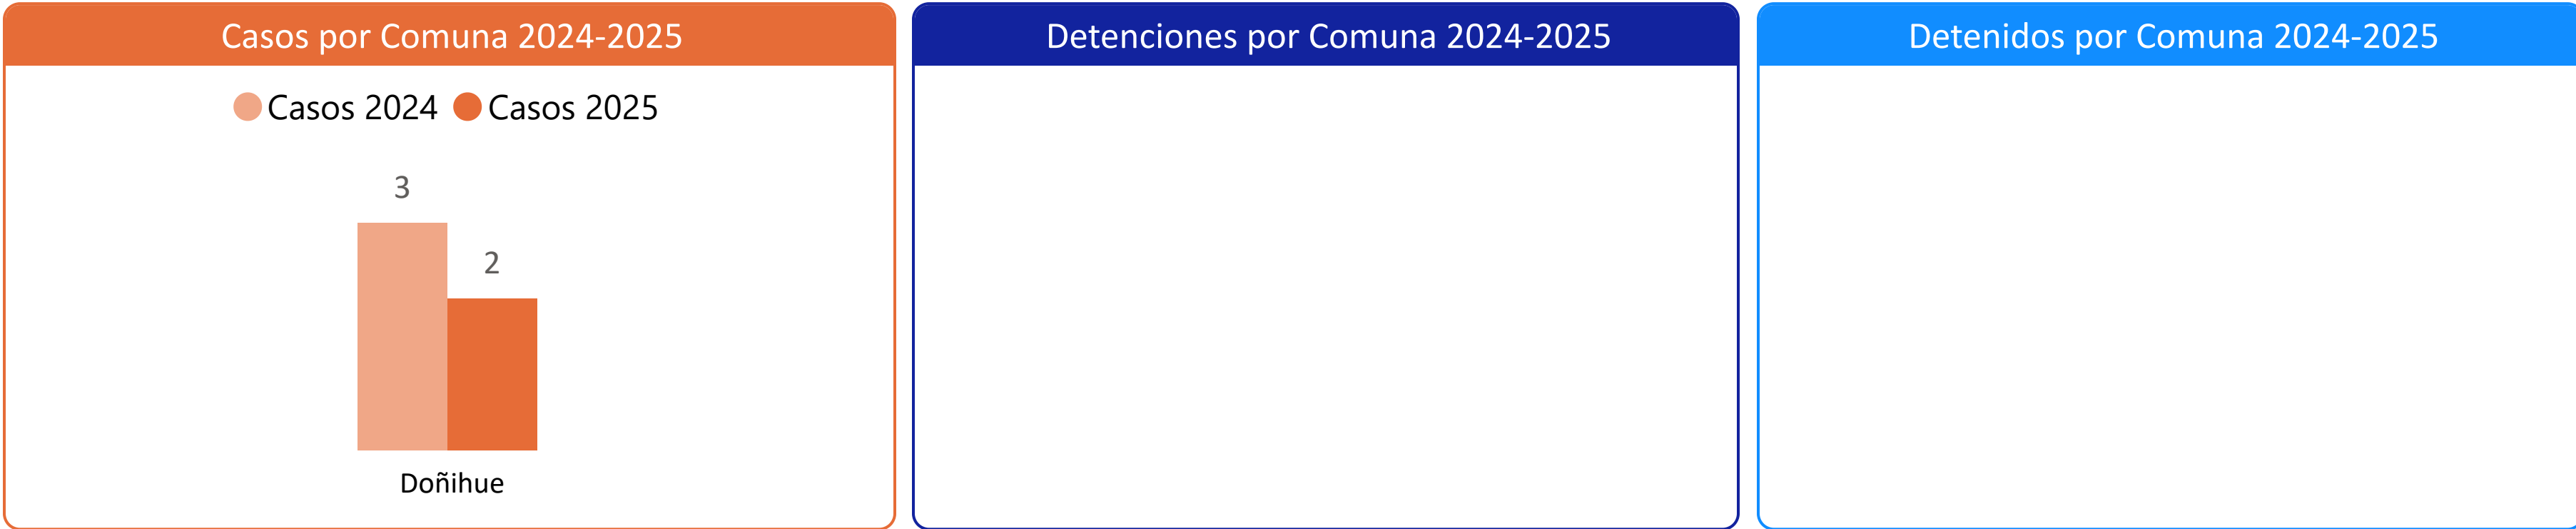 Casos por Comuna 2024-2025
Casos 2024 Casos 2025
3
2
Doñihue
Detenciones por Comuna 2024-2025
Detenidos por Comuna 2024-2025